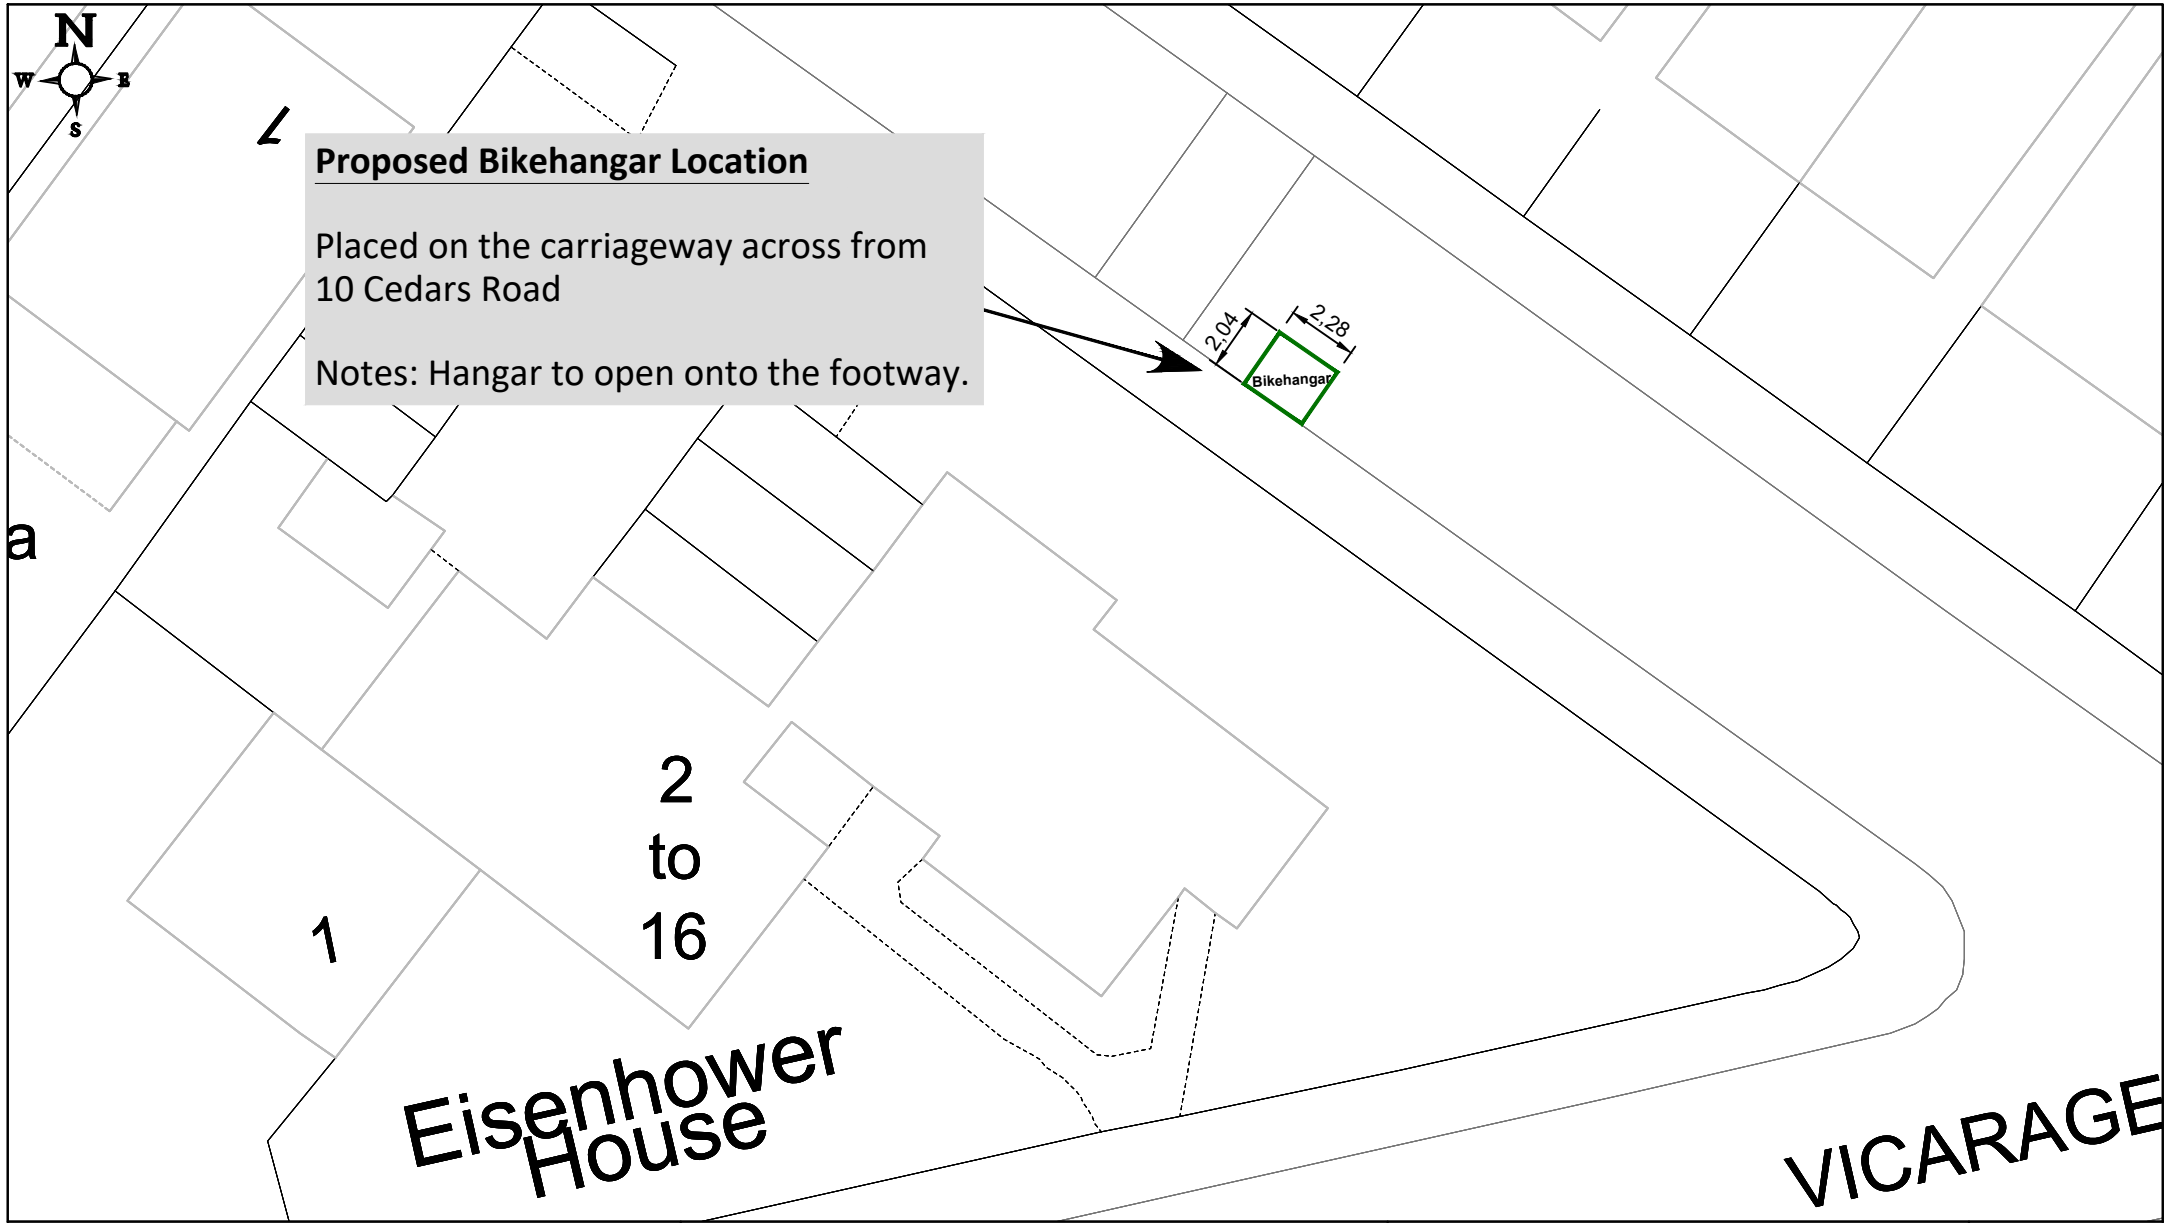 N
W E
S
7
Proposed Bikehangar Location
Placed on the carriageway across from
10 Cedars Road
Notes: Hangar to open onto the footway.
2,04
2,28
Bikehangar
a
2
to
16
1
Eisenhower
House
VICARAGE